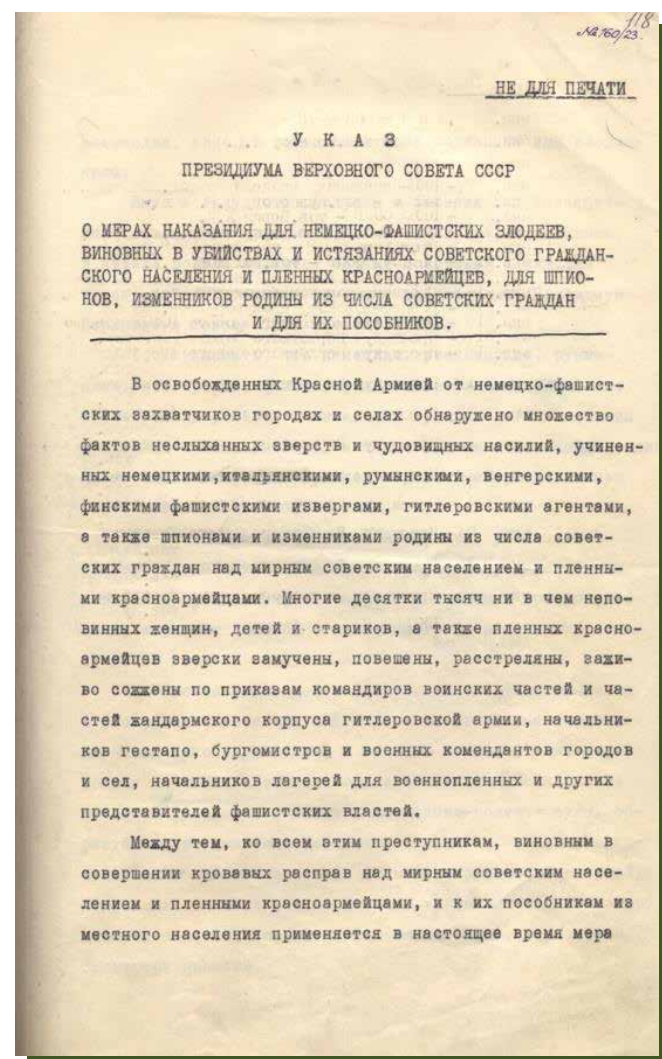 118
№ 160/23.
НЕ ДЛЯ ПЕЧАТИ
У К А З
ПРЕЗИДИУМА ВЕРХОВНОГО СОВЕТА СССР
О МЕРАХ НАКАЗАНИЯ ДЛЯ НЕМЕЦКО-ФАШИСТСКИХ ЗЛОДЕЕВ,
ВИНОВНЫХ В УБИЙСТВАХ И ИСТЯЗАНИЯХ СОВЕТСКОГО ГРАЖДАН-
СКОГО НАСЕЛЕНИЯ И ПЛЕННЫХ КРАСНОАРМЕЙЦЕВ, ДЛЯ ШПИО-
НОВ, ИЗМЕННИКОВ РОДИНЫ ИЗ ЧИСЛА СОВЕТСКИХ ГРАЖДАН
И ДЛЯ ИХ ПОСОБНИКОВ.
В освобожденных Красной Армией от немецко-фашист-
ских захватчиков городах и селах обнаружено множество
фактов неслыханных зверств и чудовищных насилий, учинен-
ных немецкими,итальянскими, румынскими, венгерскими,
финскими фашистскими извергами, гитлеровскими агентами,
а также шпионами и изменниками родины из числа совет-
ских граждан над мирным советским населением и пленны-
ми красноармейцами. Многие десятки тысяч ни в чем непо-
винных женщин, детей и стариков, а также пленных красно-
армейцев зверски замучены, повешены, расстреляны, зажи-
во сожжены по приказам командиров воинских частей и ча-
стей жандармского корпуса гитлеровской армии, начальни-
ков гестапо, бургомистров и военных комендантов городов
и сел, начальников лагерей для военнопленных и других
представителей фашистских властей.
Между тем, ко всем этим преступникам, виновным в
совершении кровавых расправ над мирным советским насе-
лением и пленными красноармейцами, и к их пособникам из
местного населения применяется в настоящее время мера